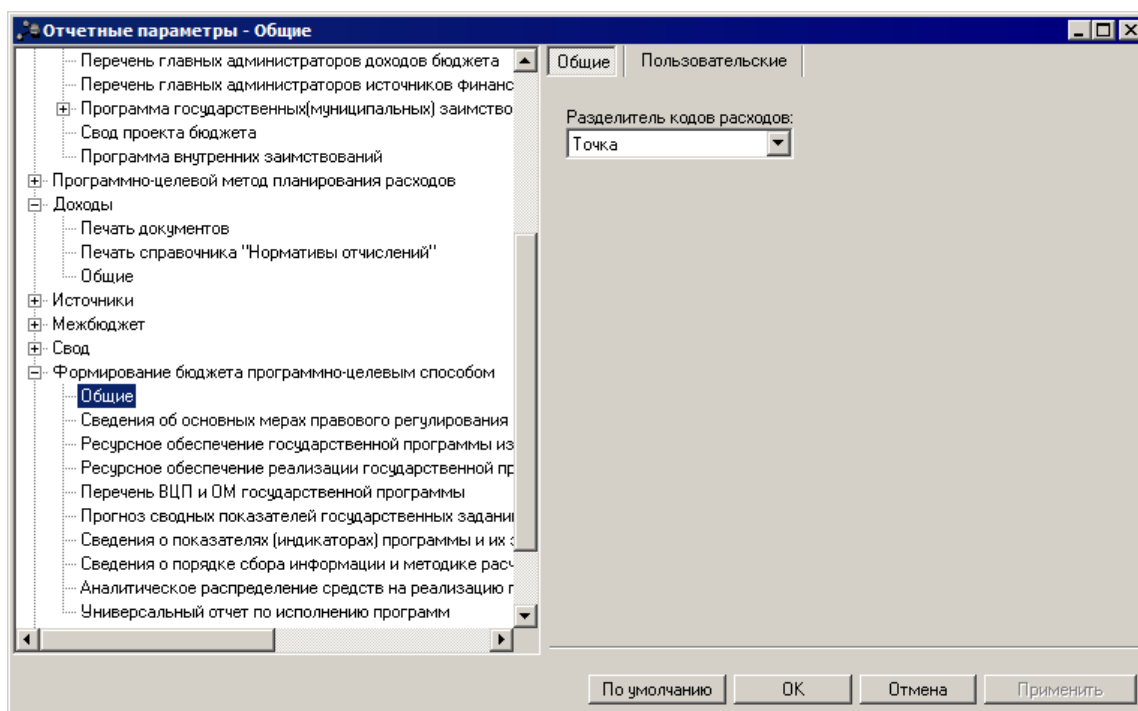 Отчетные параметры - Общие
Перечень главных администраторов доходов бюджета
Перечень главных администраторов источников финанс
Программа государственных(муниципальных) заимство
Свод проекта бюджета
Программа внутренних заимствований
Программно-целевой метод планирования расходов
Доходы
Печать документов
Печать справочника "Нормативы отчислений"
Общие
Источники
Межбюджет
Свод
Формирование бюджета программно-целевым способом
Общие
Сведения об основных мерах правового регулирования
Ресурсное обеспечение государственной программы из
Ресурсное обеспечение реализации государственной пр
Перечень ВЦП и ОМ государственной программы
Прогноз сводных показателей государственных задани
Сведения о показателях (индикаторах) программы и их з
Сведения о порядке сбора информации и методике расч
Аналитическое распределение средств на реализацию г
Универсальный отчет по исполнению программ
Общие Пользовательские
Разделитель кодов расходов:
Точка
По умолчанию OK Отмена Применить